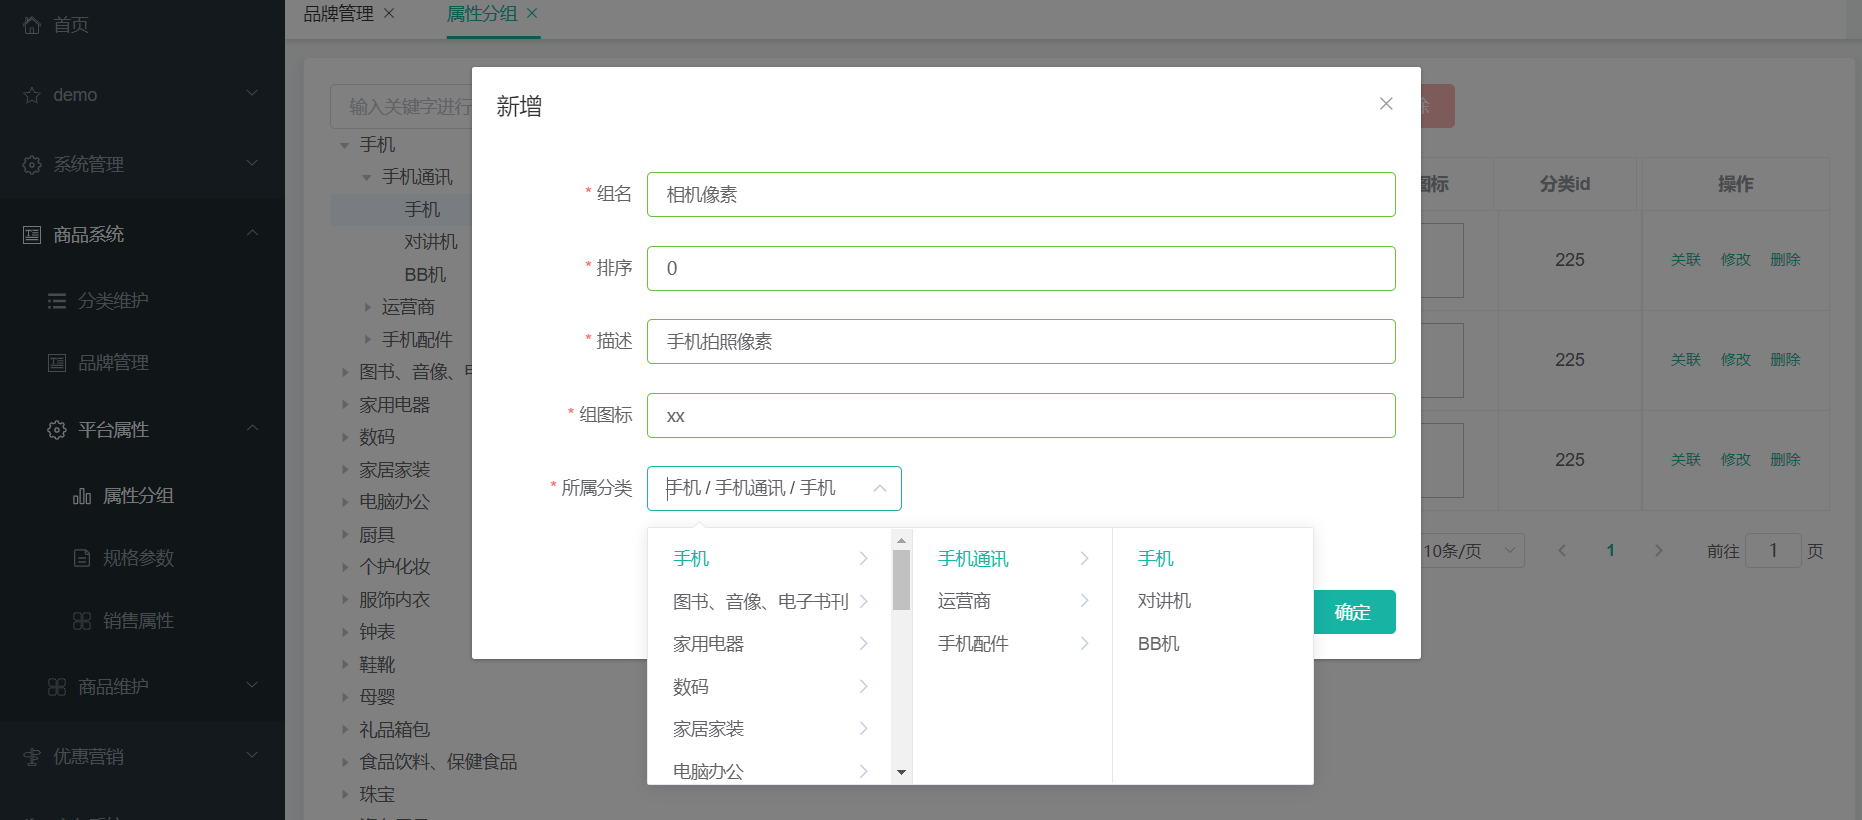 首页
demo
系统管理
商品系统
分类维护
品牌管理
平台属性
属性分组
规格参数
销售属性
商品维护
优惠营销
品牌管理
属性分组
输入关键字进行
手机
手机通讯
手机
对讲机
BB机
运营商
手机配件
图书、音像、
家用电器
数码
家居家装
电脑办公
厨具
个护化妆
服饰内衣
钟表
鞋靴
母婴
礼品箱包
食品饮料、保健食品
珠宝
新增
* 组名 相机像素
* 排序 0
* 描述 手机拍照像素
* 组图标 xx
* 所属分类 手机 / 手机通讯 / 手机
手机
图书、音像、电子书刊
家用电器
数码
家居家装
电脑办公
手机通讯
运营商
手机配件
手机
对讲机
BB机
确定
图标 分类id 操作
225 关联 修改 删除
225 关联 修改 删除
225 关联 修改 删除
10条/页 1 前往 1 页